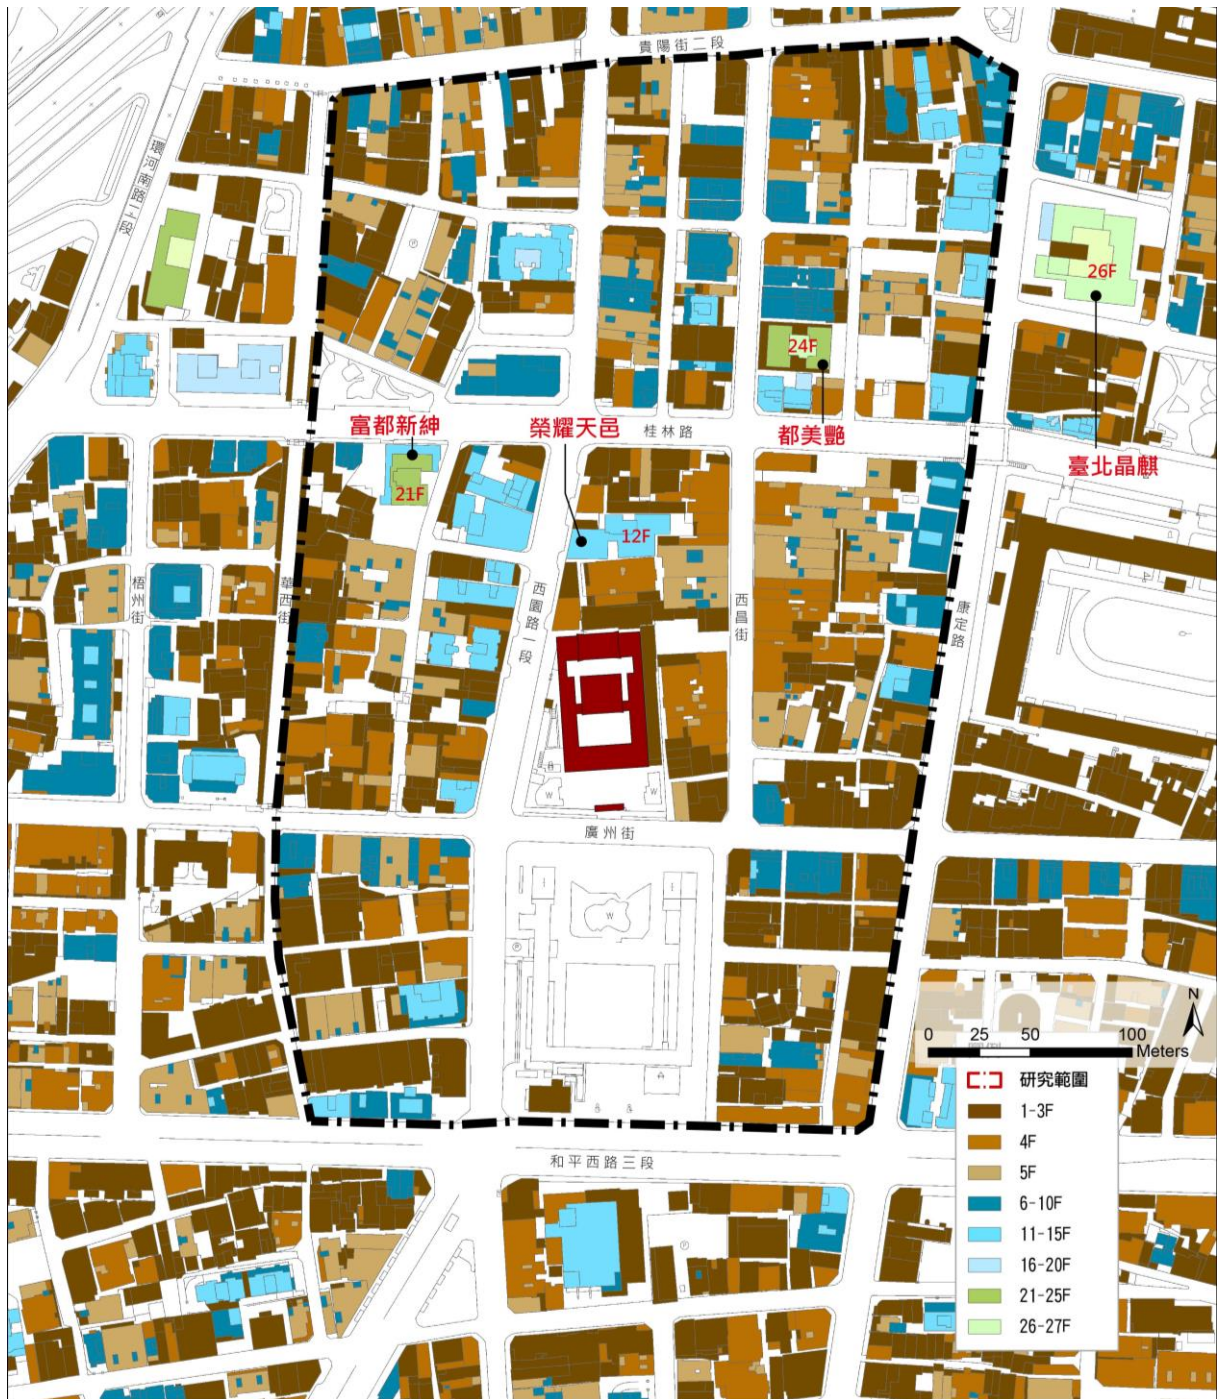 貴陽街二段
環河南路二段
26F
24F
富都新紳
榮耀天邑
桂林路
都美艷
臺北晶麒
21F
12F
梧州街
華西街
西園路一段
西昌街
康定路
W
W
廣州街
W
N
0 25 50 100
Meters
研究範圍
1-3F
4F
5F
6-10F
11-15F
16-20F
21-25F
26-27F
和平西路三段